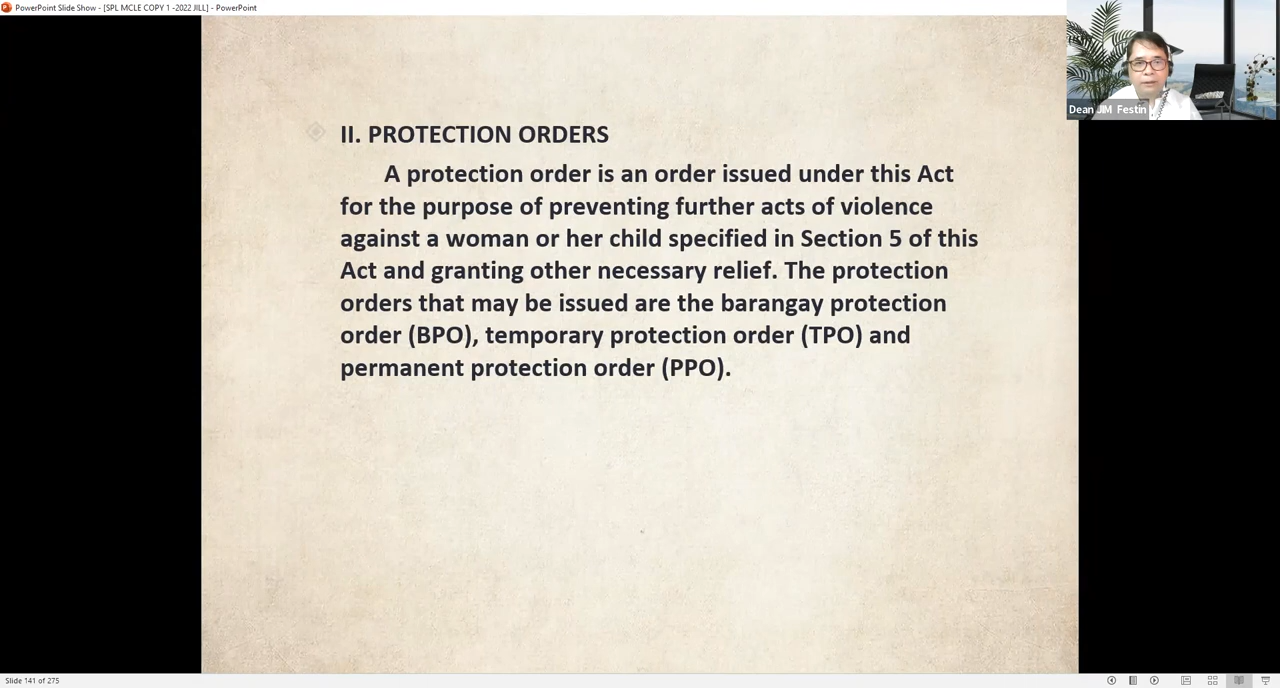 PowerPoint Slide Show - [SPL MCLE COPY 1 -2022 JILL] - PowerPoint
Dean JIM Festin
II. PROTECTION ORDERS
A protection order is an order issued under this Act
for the purpose of preventing further acts of violence
against a woman or her child specified in Section 5 of this
Act and granting other necessary relief. The protection
orders that may be issued are the barangay protection
order (BPO), temporary protection order (TPO) and
permanent protection order (PPO).
Slide 141 of 275